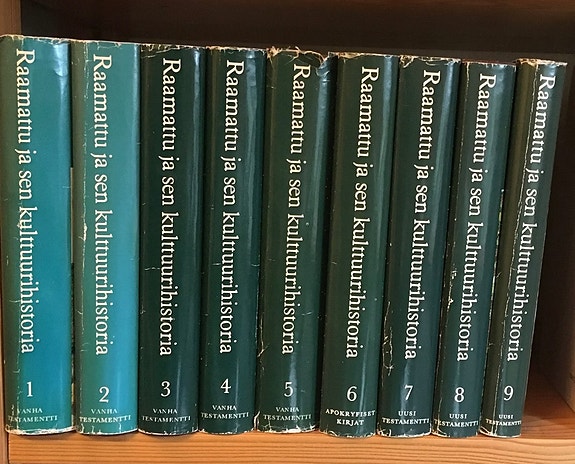 Raamattu ja sen kulttuurihistoria
1
VANHA
TESTAMENTTI
Raamattu ja sen kulttuurihistoria
2
VANHA
TESTAMENTTI
Raamattu ja sen kulttuurihistoria
3
VANHA
TESTAMENTTI
Raamattu ja sen kulttuurihistoria
4
VANHA
TESTAMENTTI
Raamattu ja sen kulttuurihistoria
5
VANHA
TESTAMENTTI
Raamattu ja sen kulttuurihistoria
6
APOKRYFISET
KIRJAT
Raamattu ja sen kulttuurihistoria
7
UUSI
TESTAMENTTI
Raamattu ja sen kulttuurihistoria
8
UUSI
TESTAMENTTI
Raamattu ja sen kulttuurihistoria
9
UUSI
TESTAMENTTI